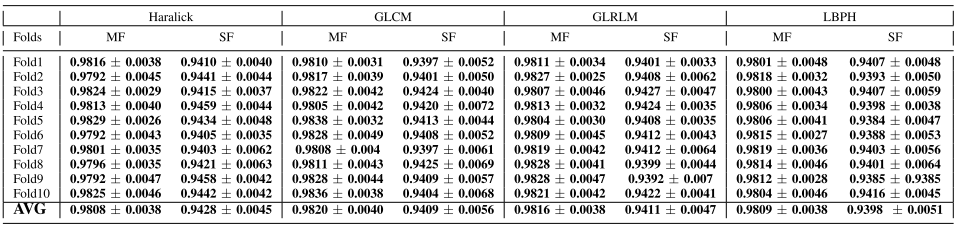 Haralick GLCM GLRLM LBPH
Folds MF SF MF SF MF SF MF SF
Fold1 0.9816 ± 0.0038 0.9410 ± 0.0040 0.9810 ± 0.0031 0.9397 ± 0.0052 0.9811 ± 0.0034 0.9401 ± 0.0033 0.9801 ± 0.0048 0.9407 ± 0.0048
Fold2 0.9792 ± 0.0045 0.9441 ± 0.0044 0.9817 ± 0.0039 0.9401 ± 0.0050 0.9827 ± 0.0025 0.9408 ± 0.0062 0.9818 ± 0.0032 0.9393 ± 0.0050
Fold3 0.9824 ± 0.0029 0.9415 ± 0.0037 0.9822 ± 0.0042 0.9424 ± 0.0040 0.9807 ± 0.0046 0.9427 ± 0.0047 0.9800 ± 0.0043 0.9407 ± 0.0059
Fold4 0.9813 ± 0.0040 0.9459 ± 0.0044 0.9805 ± 0.0042 0.9420 ± 0.0072 0.9813 ± 0.0032 0.9424 ± 0.0035 0.9806 ± 0.0034 0.9398 ± 0.0038
Fold5 0.9829 ± 0.0026 0.9434 ± 0.0048 0.9838 ± 0.0032 0.9413 ± 0.0044 0.9804 ± 0.0030 0.9408 ± 0.0035 0.9806 ± 0.0041 0.9384 ± 0.0047
Fold6 0.9792 ± 0.0043 0.9405 ± 0.0035 0.9828 ± 0.0049 0.9408 ± 0.0052 0.9809 ± 0.0045 0.9412 ± 0.0043 0.9815 ± 0.0027 0.9388 ± 0.0053
Fold7 0.9801 ± 0.0035 0.9403 ± 0.0062 0.9808 ± 0.004 0.9397 ± 0.0061 0.9819 ± 0.0042 0.9412 ± 0.0064 0.9819 ± 0.0036 0.9403 ± 0.0056
Fold8 0.9796 ± 0.0035 0.9421 ± 0.0063 0.9811 ± 0.0043 0.9425 ± 0.0069 0.9828 ± 0.0041 0.9399 ± 0.0044 0.9814 ± 0.0046 0.9401 ± 0.0064
Fold9 0.9792 ± 0.0047 0.9458 ± 0.0042 0.9828 ± 0.0044 0.9409 ± 0.0057 0.9828 ± 0.0047 0.9392 ± 0.007 0.9812 ± 0.0028 0.9385 ± 0.9385
Fold10 0.9825 ± 0.0046 0.9442 ± 0.0042 0.9836 ± 0.0038 0.9404 ± 0.0068 0.9821 ± 0.0042 0.9422 ± 0.0041 0.9804 ± 0.0046 0.9416 ± 0.0045
AVG 0.9808 ± 0.0038 0.9428 ± 0.0045 0.9820 ± 0.0040 0.9409 ± 0.0056 0.9816 ± 0.0038 0.9411 ± 0.0047 0.9809 ± 0.0038 0.9398 ± 0.0051